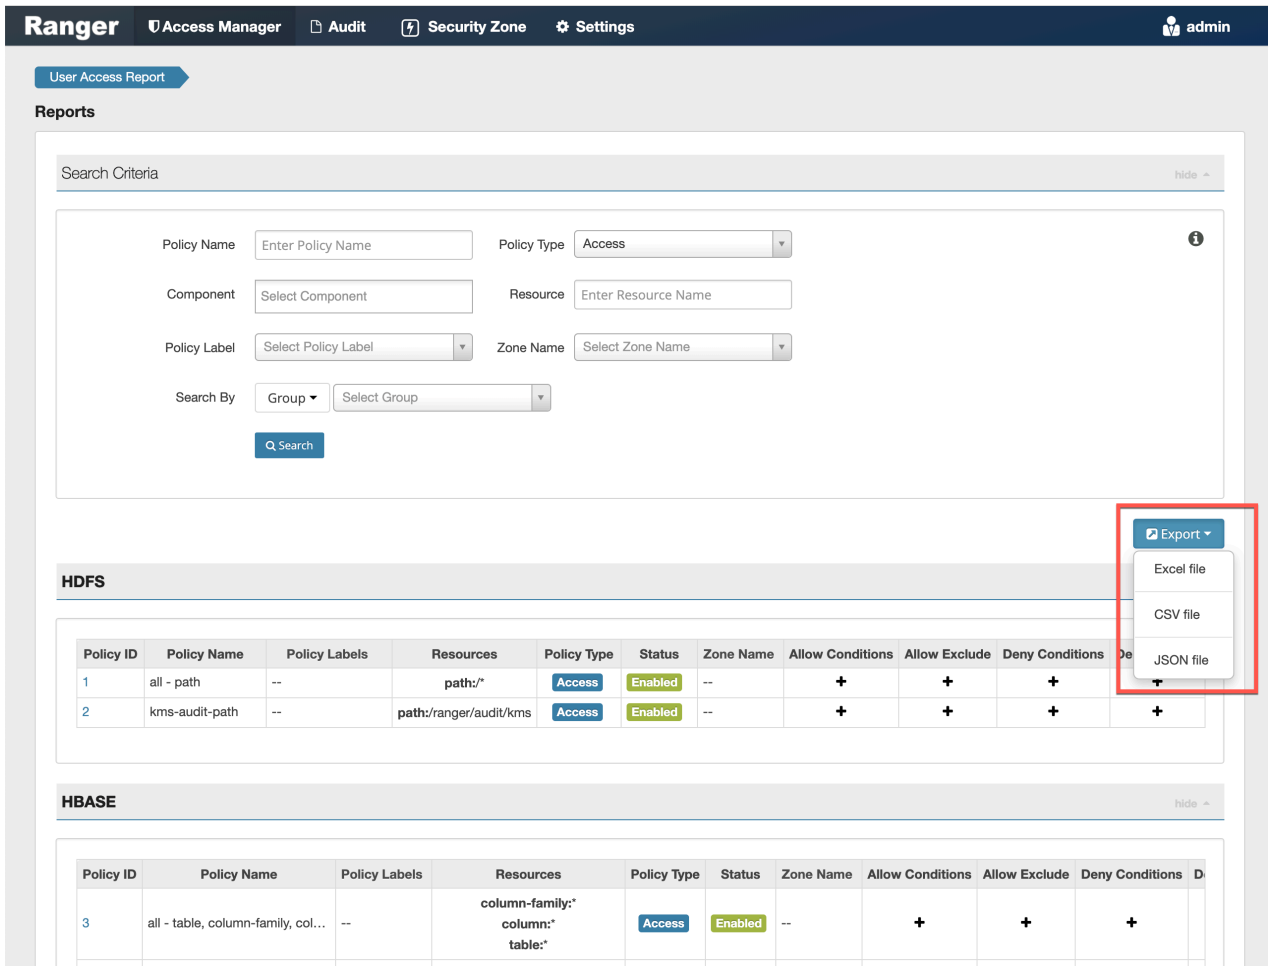 Ranger Access Manager Audit Security Zone Settings admin
User Access Report
Reports
Search Criteria hide
Policy Name Enter Policy Name Policy Type Access
Component Select Component Resource Enter Resource Name
Policy Label Select Policy Label Zone Name Select Zone Name
Search By Group Select Group
Search
Export
Excel file
CSV file
JSON file
HDFS
Policy ID Policy Name Policy Labels Resources Policy Type Status Zone Name Allow Conditions Allow Exclude Deny Conditions De
1 all - path -- path:/* Access Enabled -- + + + +
2 kms-audit-path -- path:/ranger/audit/kms Access Enabled -- + + + +
HBASE hide
Policy ID Policy Name Policy Labels Resources Policy Type Status Zone Name Allow Conditions Allow Exclude Deny Conditions D
column-family:*
3 all - table, column-family, col... -- column:* Access Enabled -- + + +
table:*